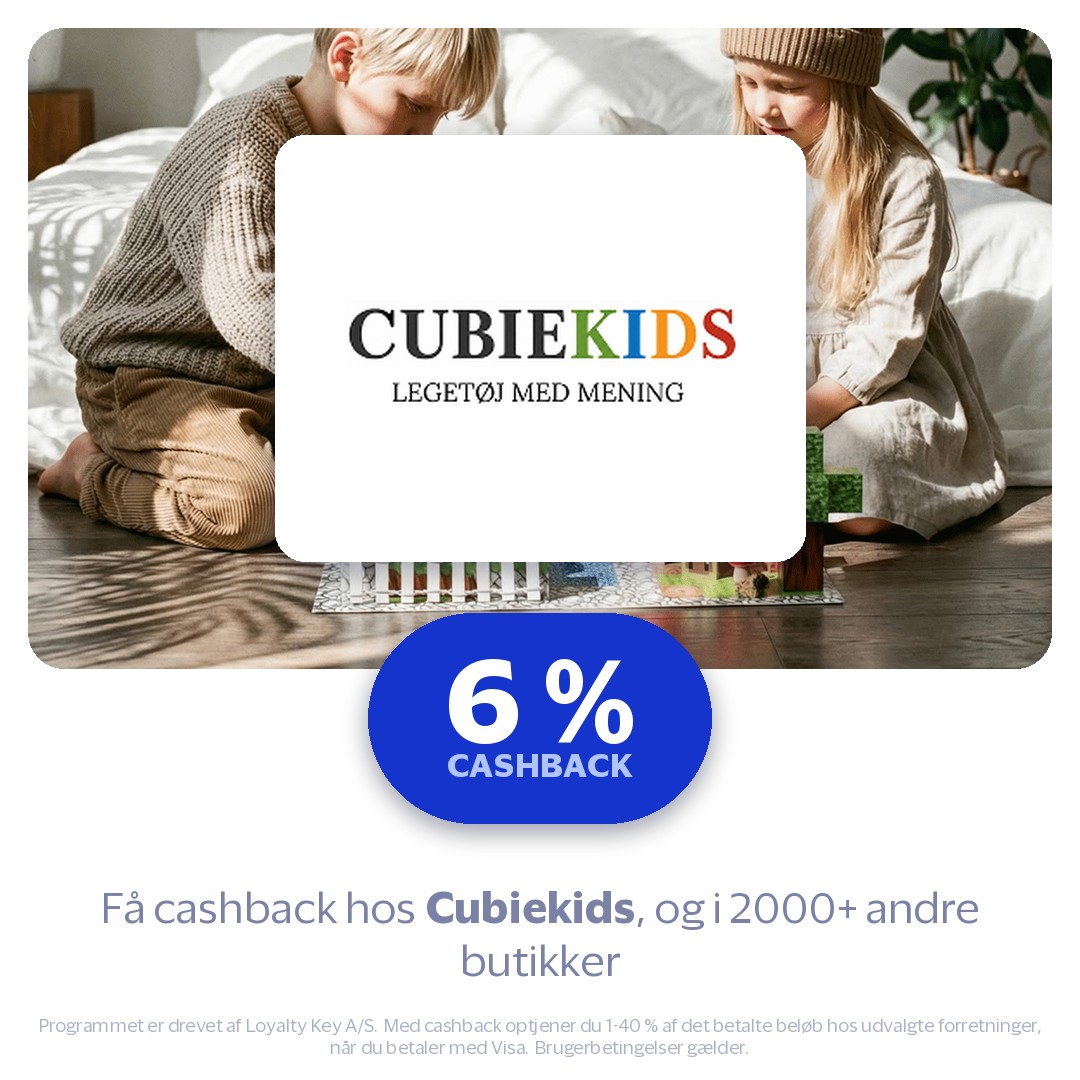 CUBIEKIDS
LEGETØJ MED MENING
6 %
CASHBACK
Få cashback hos Cubiekids, og i 2000+ andre
butikker
Programmet er drevet af Loyalty Key A/S. Med cashback optjener du 1-40 % af det betalte beløb hos udvalgte forretninger,
når du betaler med Visa. Brugerbetingelser gælder.